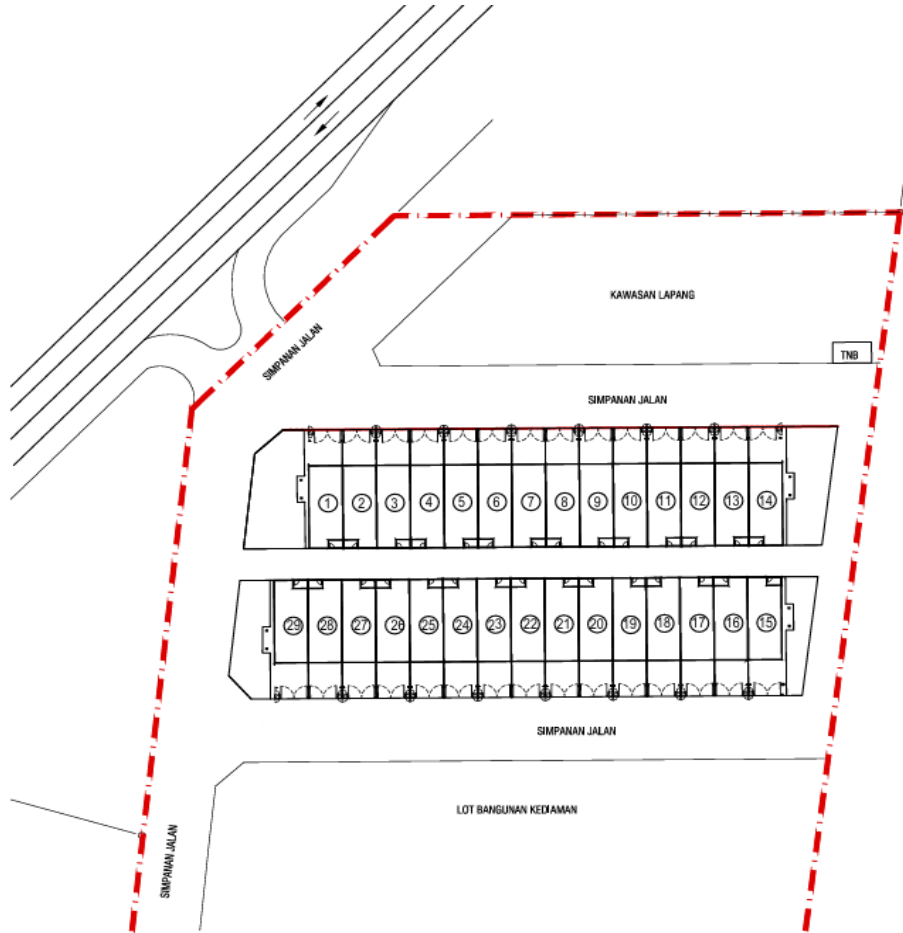 KAWASAN LAPANG
SIMPANAN JALAN
TNB
SIMPANAN JALAN
1 2 3 4 5 6 7 8 9 10 11 12 13 14
29 28 27 26 25 24 23 22 21 20 19 18 17 16 15
SIMPANAN JALAN
LOT BANGUNAN KEDIAMAN
SIMPANAN JALAN